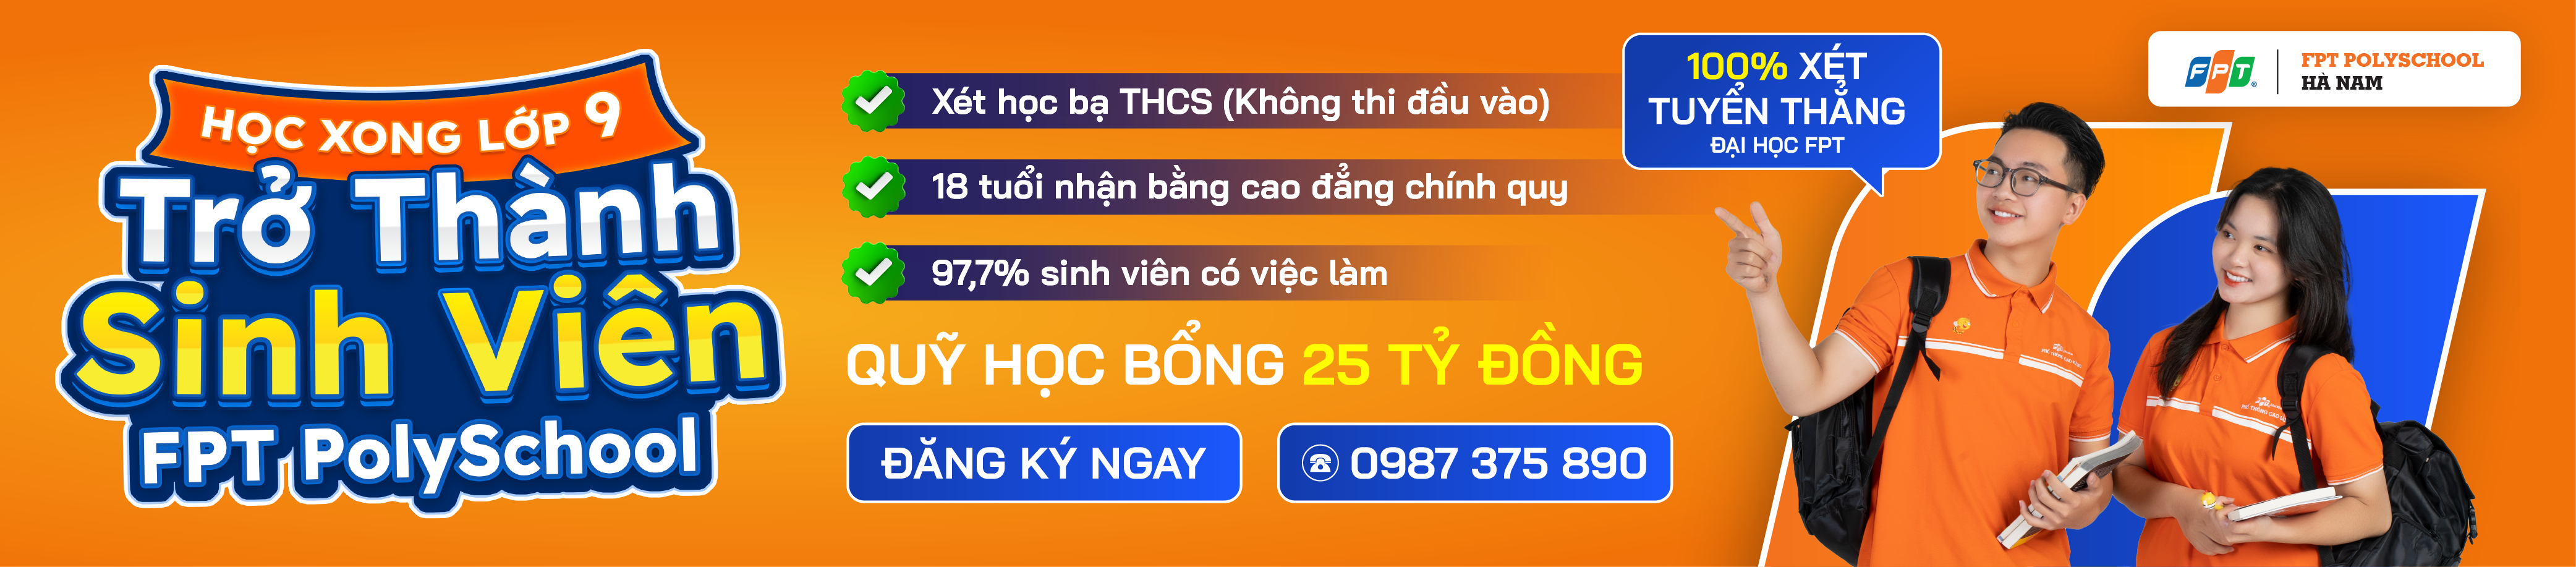 HỌC XONG LỚP 9
Trở Thành
Sinh Viên
FPT PolySchool
Xét học bạ THCS (Không thi đầu vào)
18 tuổi nhận bằng cao đẳng chính quy
97,7% sinh viên có việc làm
QUỸ HỌC BỔNG 25 TỶ ĐỒNG
ĐĂNG KÝ NGAY
0987 375 890
100% XÉT
TUYỂN THẲNG
ĐẠI HỌC FPT
FPT
FPT POLYSCHOOL
HÀ NAM